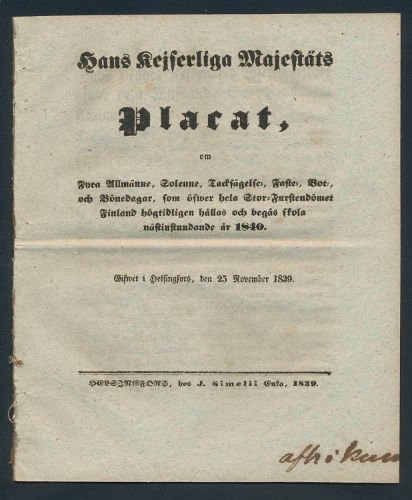 Hans Kejserliga Majestäts
Placat,
om
Fyra Allmänne, Solenne, Tacksägelse-, Faste-, Bot-,
och Bönedagar, som öfwer hela Stor-Furstendömet
Finland högtidligen hållas och begås skola
nästinstundande år 1840.
Gifwet i Helsingfors, den 25 November 1839.
HELSINGFORS, hos J. Simelii Enka, 1839.